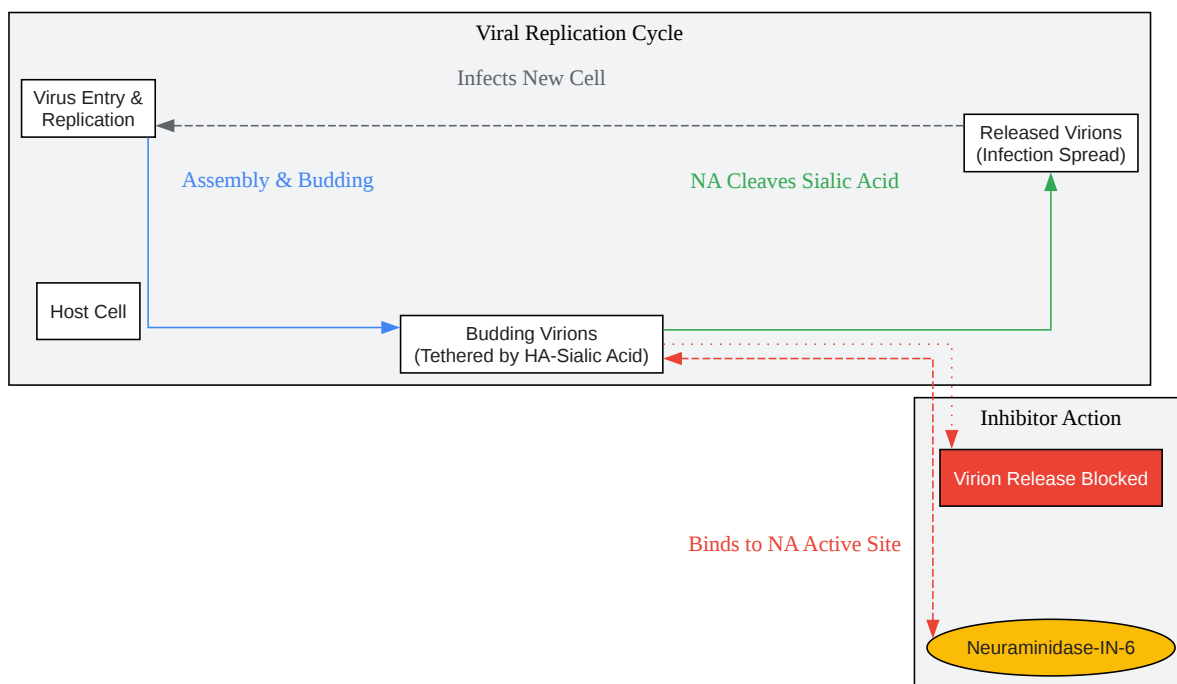 Viral Replication Cycle
Infects New Cell
Virus Entry &
Replication
Released Virions
(Infection Spread)
Assembly & Budding
NA Cleaves Sialic Acid
Host Cell
Budding Virions
(Tethered by HA-Sialic Acid)
Inhibitor Action
Virion Release Blocked
Binds to NA Active Site
Neuraminidase-IN-6